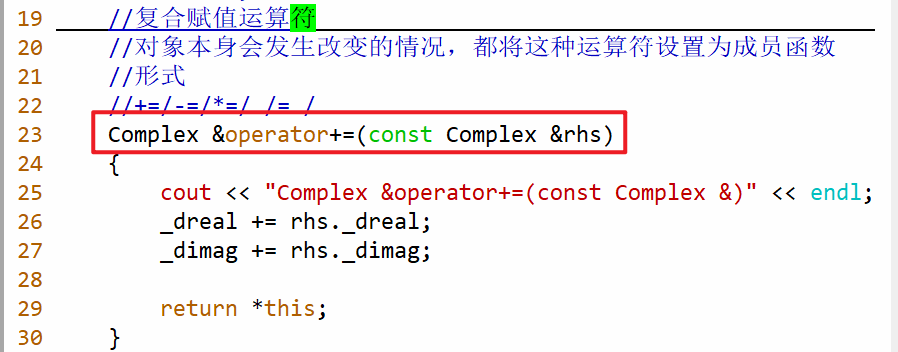 19 //复合赋值运算符
20 //对象本身会发生改变的情况，都将这种运算符设置为成员函数
21 //形式
22 //+=/-=/*=/ /= /
23 Complex &operator+=(const Complex &rhs)
24 {
25 cout << "Complex &operator+=(const Complex &)" << endl;
26 _dreal += rhs._dreal;
27 _dimag += rhs._dimag;
28
29 return *this;
30 }